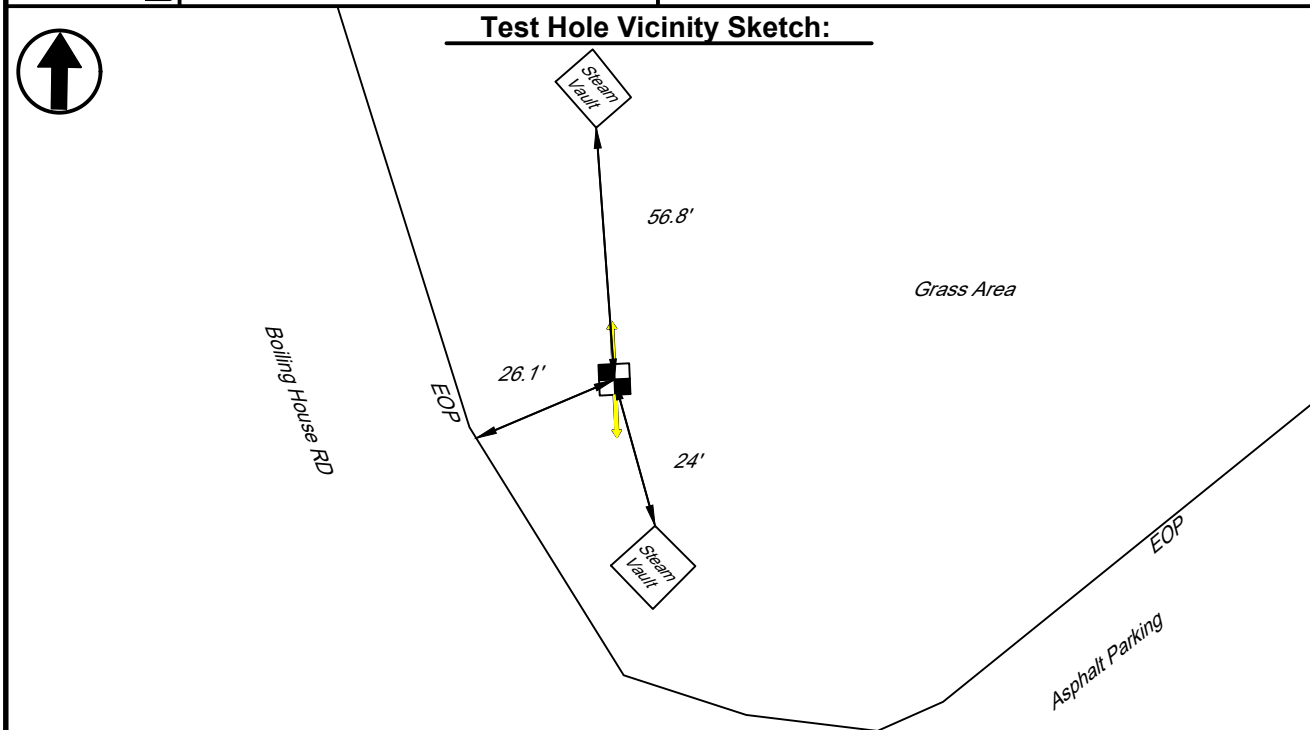 Test Hole Vicinity Sketch:
Steam
Vault
56.8'
Grass Area
Boiling House RD
EOP
26.1'
24'
Steam
Vault
EOP
Asphalt Parking